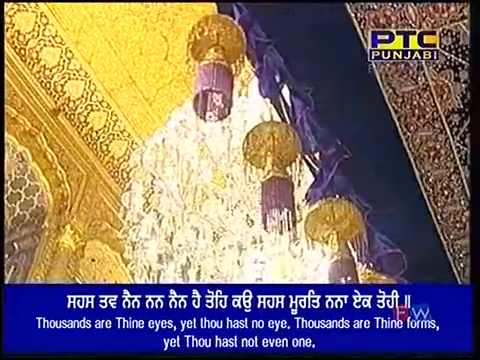 PTC
PUNJABI
ਸਹਸ ਤਵ ਨੈਨ ਨਨ ਨੈਨ ਹੈ ਤੋਹਿ ਕਉ ਸਹਸ ਮੂਰਤਿ ਨਨਾ ਏਕ ਤੋਹੀ ॥
Thousands are Thine eyes, yet thou hast no eye. Thousands are Thine forms,
yet Thou hast not even one.